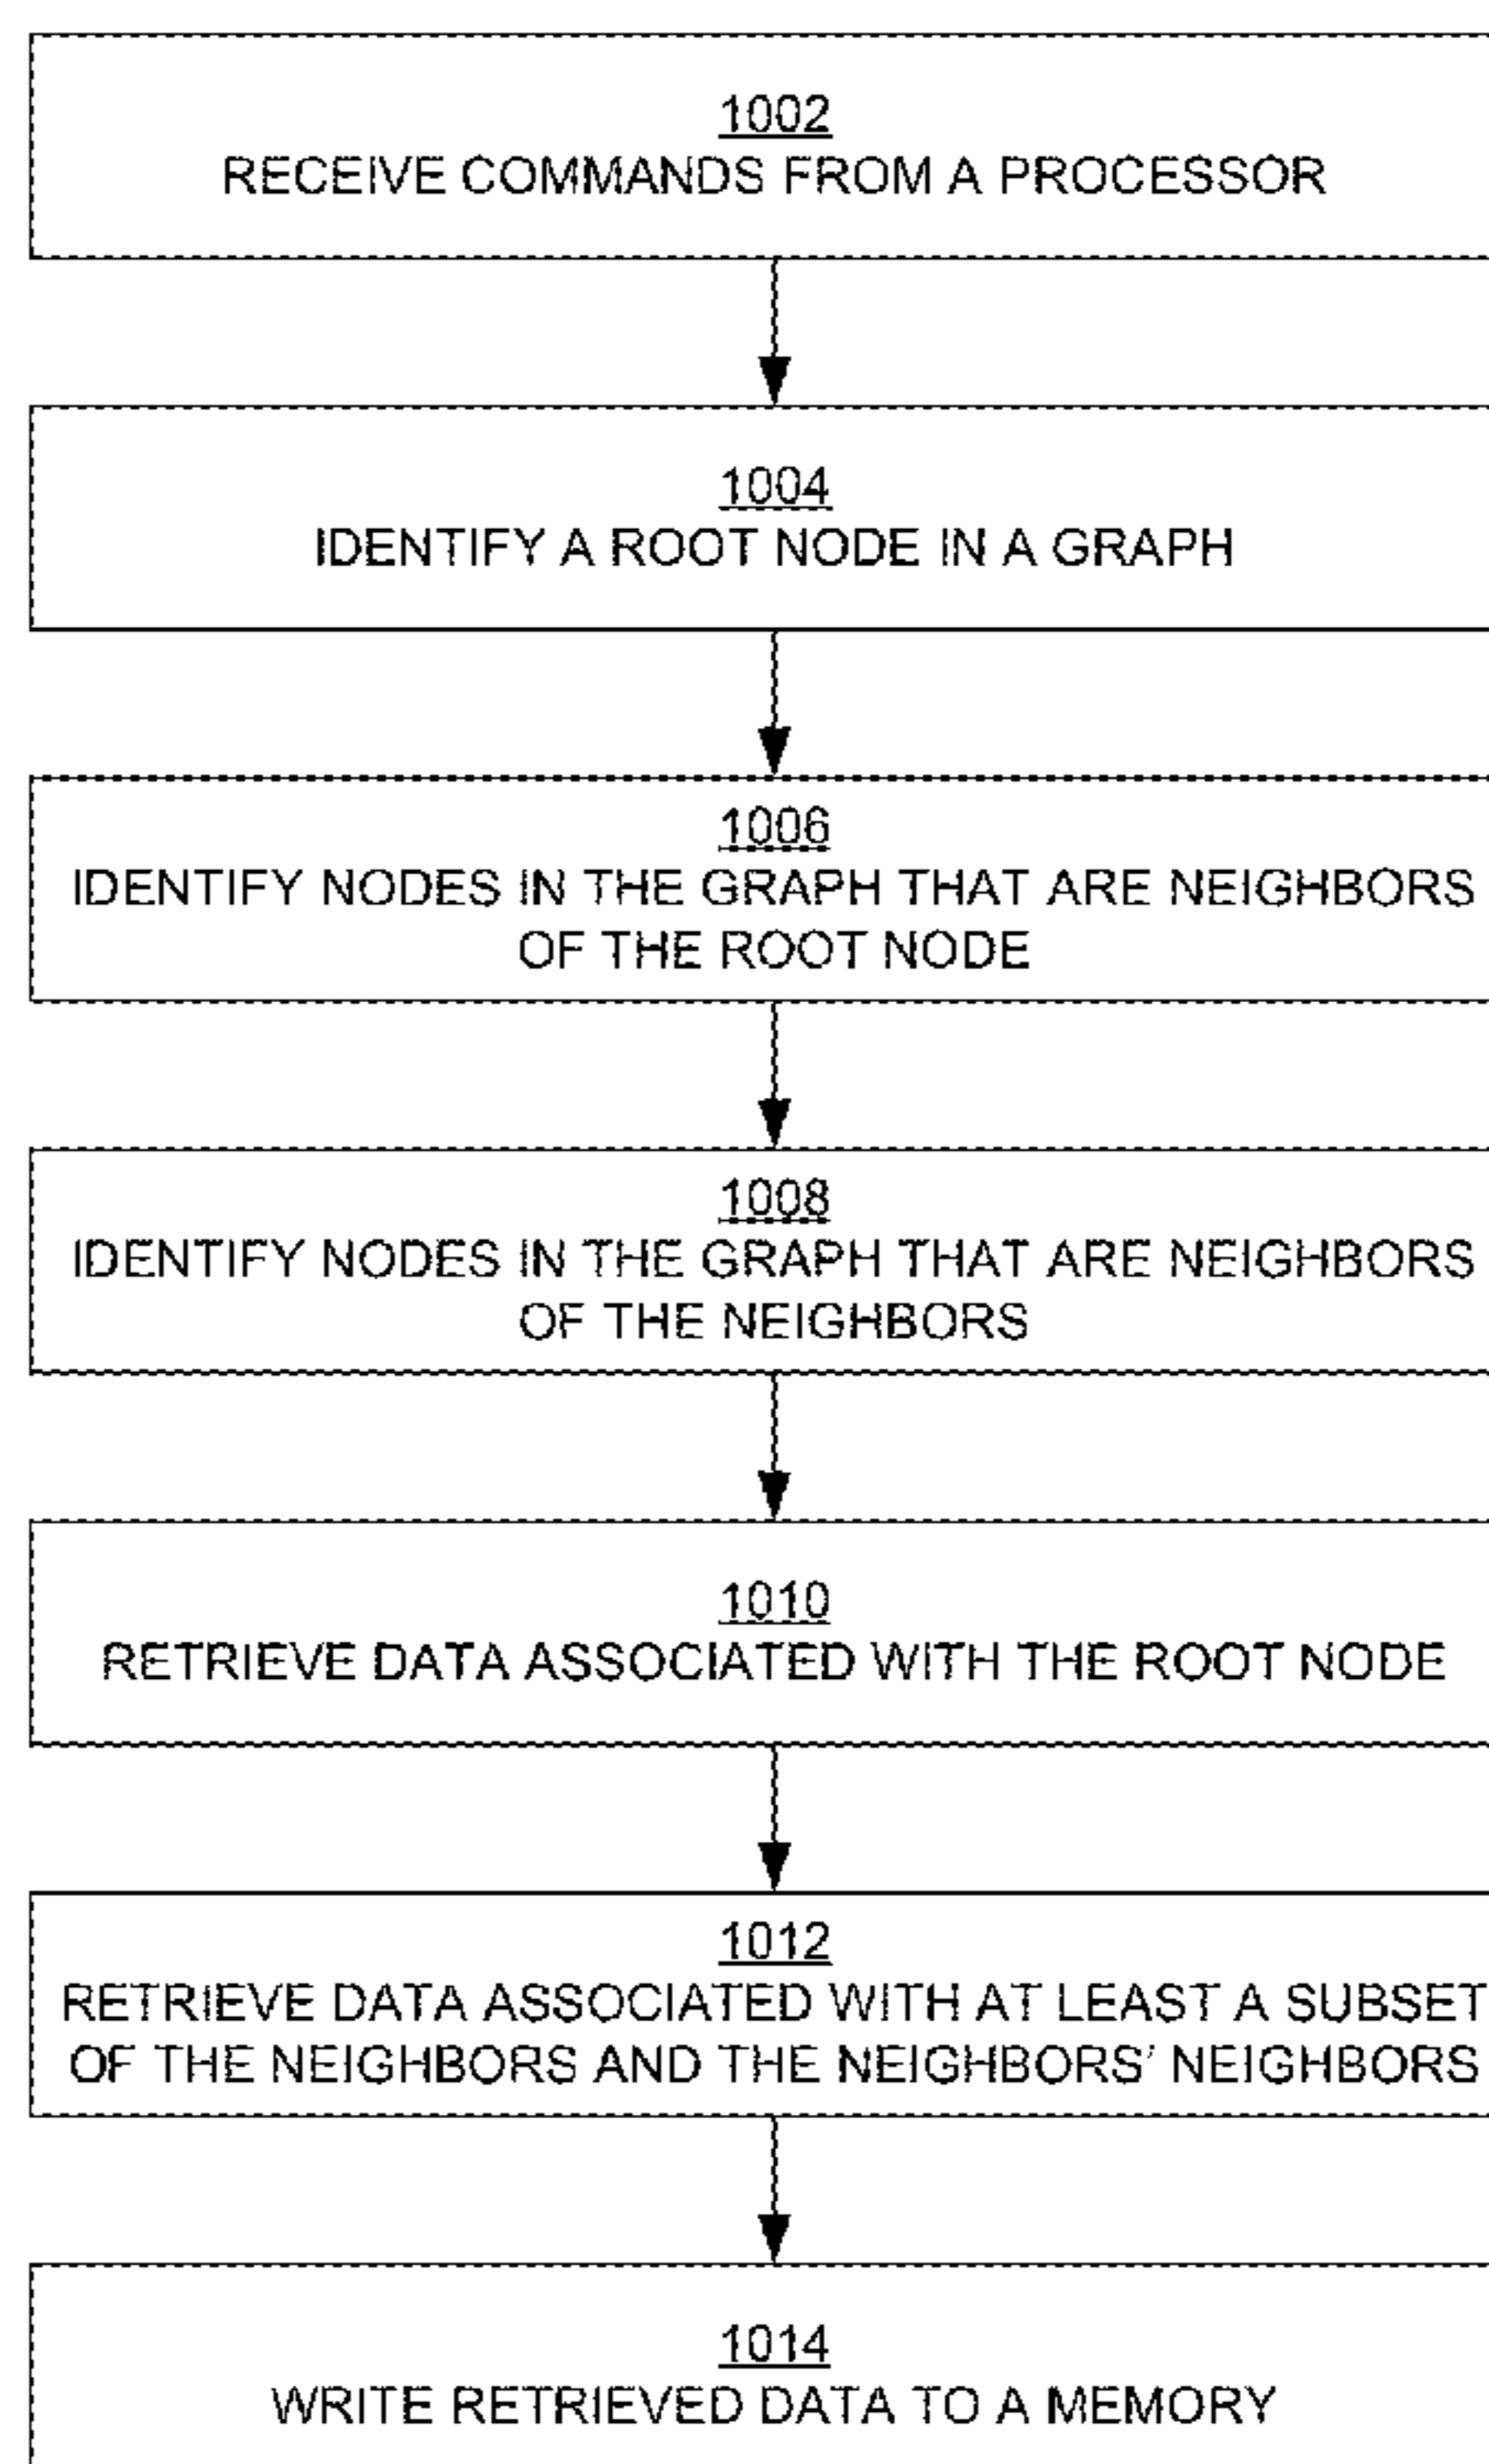 1002
RECEIVE COMMANDS FROM A PROCESSOR
1004
IDENTIFY A ROOT NODE IN A GRAPH
1006
IDENTIFY NODES IN THE GRAPH THAT ARE NEIGHBORS
OF THE ROOT NODE
1008
IDENTIFY NODES IN THE GRAPH THAT ARE NEIGHBORS
OF THE NEIGHBORS
1010
RETRIEVE DATA ASSOCIATED WITH THE ROOT NODE
1012
RETRIEVE DATA ASSOCIATED WITH AT LEAST A SUBSET
OF THE NEIGHBORS AND THE NEIGHBORS' NEIGHBORS
1014
WRITE RETRIEVED DATA TO A MEMORY